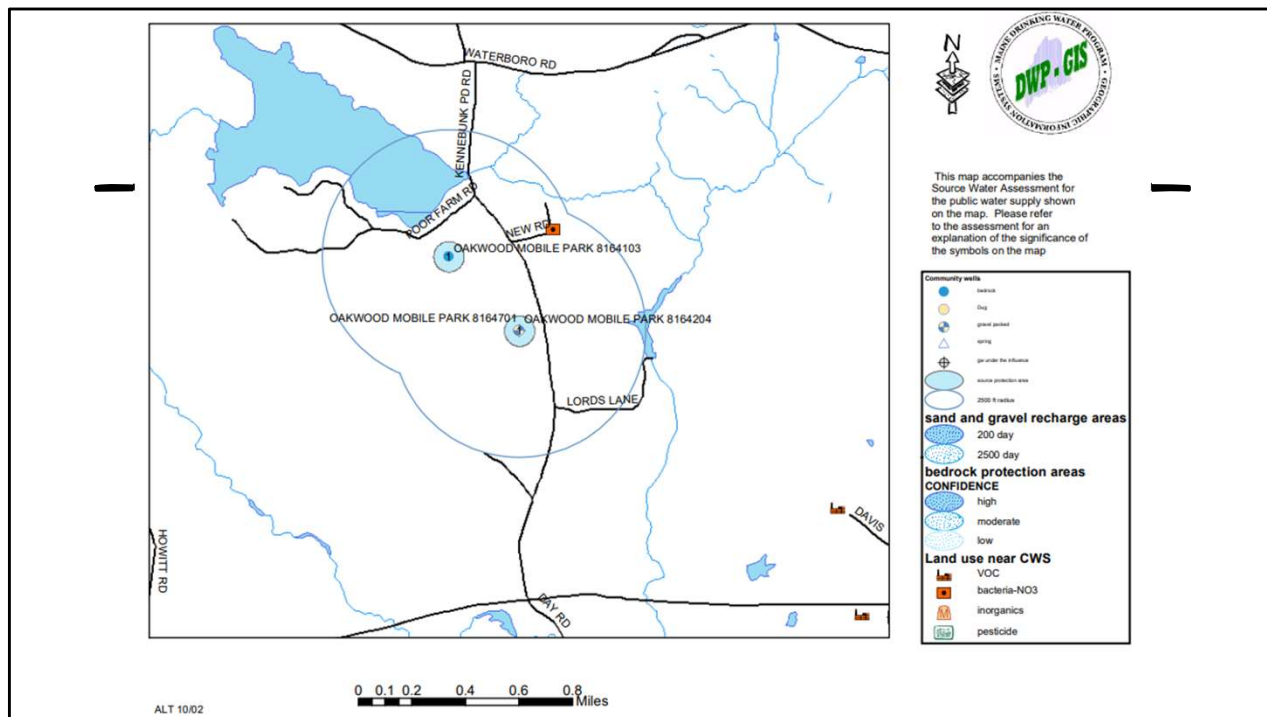 WATERBORO RD
KENNEBUNK PD RD
POOR FARM RD
NEW RD
OAKWOOD MOBILE PARK 8164103
OAKWOOD MOBILE PARK 8164701
OAKWOOD MOBILE PARK 8164204
LORDS LANE
HOWITT RD
DAY RD
DAVIS
N
MAINE DRINKING WATER PROGRAM • GEOGRAPHIC INFORMATION SYSTEMS •
DWP - GIS
This map accompanies the
Source Water Assessment for
the public water supply shown
on the map. Please refer
to the assessment for an
explanation of the significance of
the symbols on the map
Community wells
bedrock
Dug
gravel packed
spring
gw under the influence
source protection area
2500 ft radius
sand and gravel recharge areas
200 day
2500 day
bedrock protection areas
CONFIDENCE
high
moderate
low
Land use near CWS
VOC
bacteria-NO3
inorganics
pesticide
0 0.1 0.2 0.4 0.6 0.8
Miles
ALT 10/02